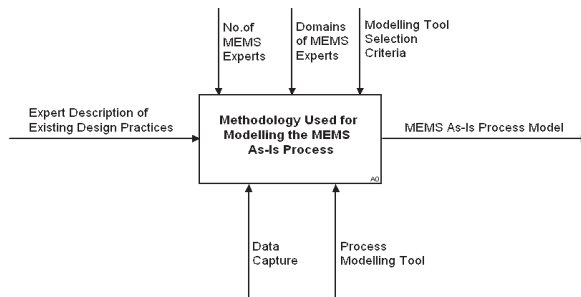 No.of
MEMS
Experts
Domains
of MEMS
Experts
Modelling Tool
Selection
Criteria
Expert Description of
Existing Design Practices
Methodology Used for
Modelling the MEMS
As-Is Process
A0
MEMS As-Is Process Model
Data
Capture
Process
Modelling Tool